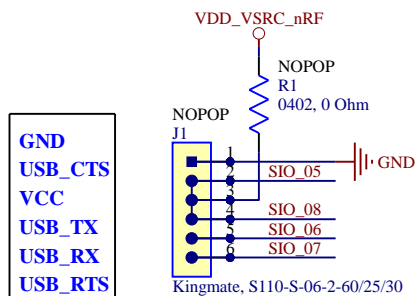 VDD_VSRC_nRF
NOPOP
R1
0402, 0 Ohm
NOPOP
J1
GND
USB_CTS
VCC
USB_TX
USB_RX
USB_RTS
1
2
3
4
5
6
GND
SIO_05
SIO_08
SIO_06
SIO_07
Kingmate, S110-S-06-2-60/25/30